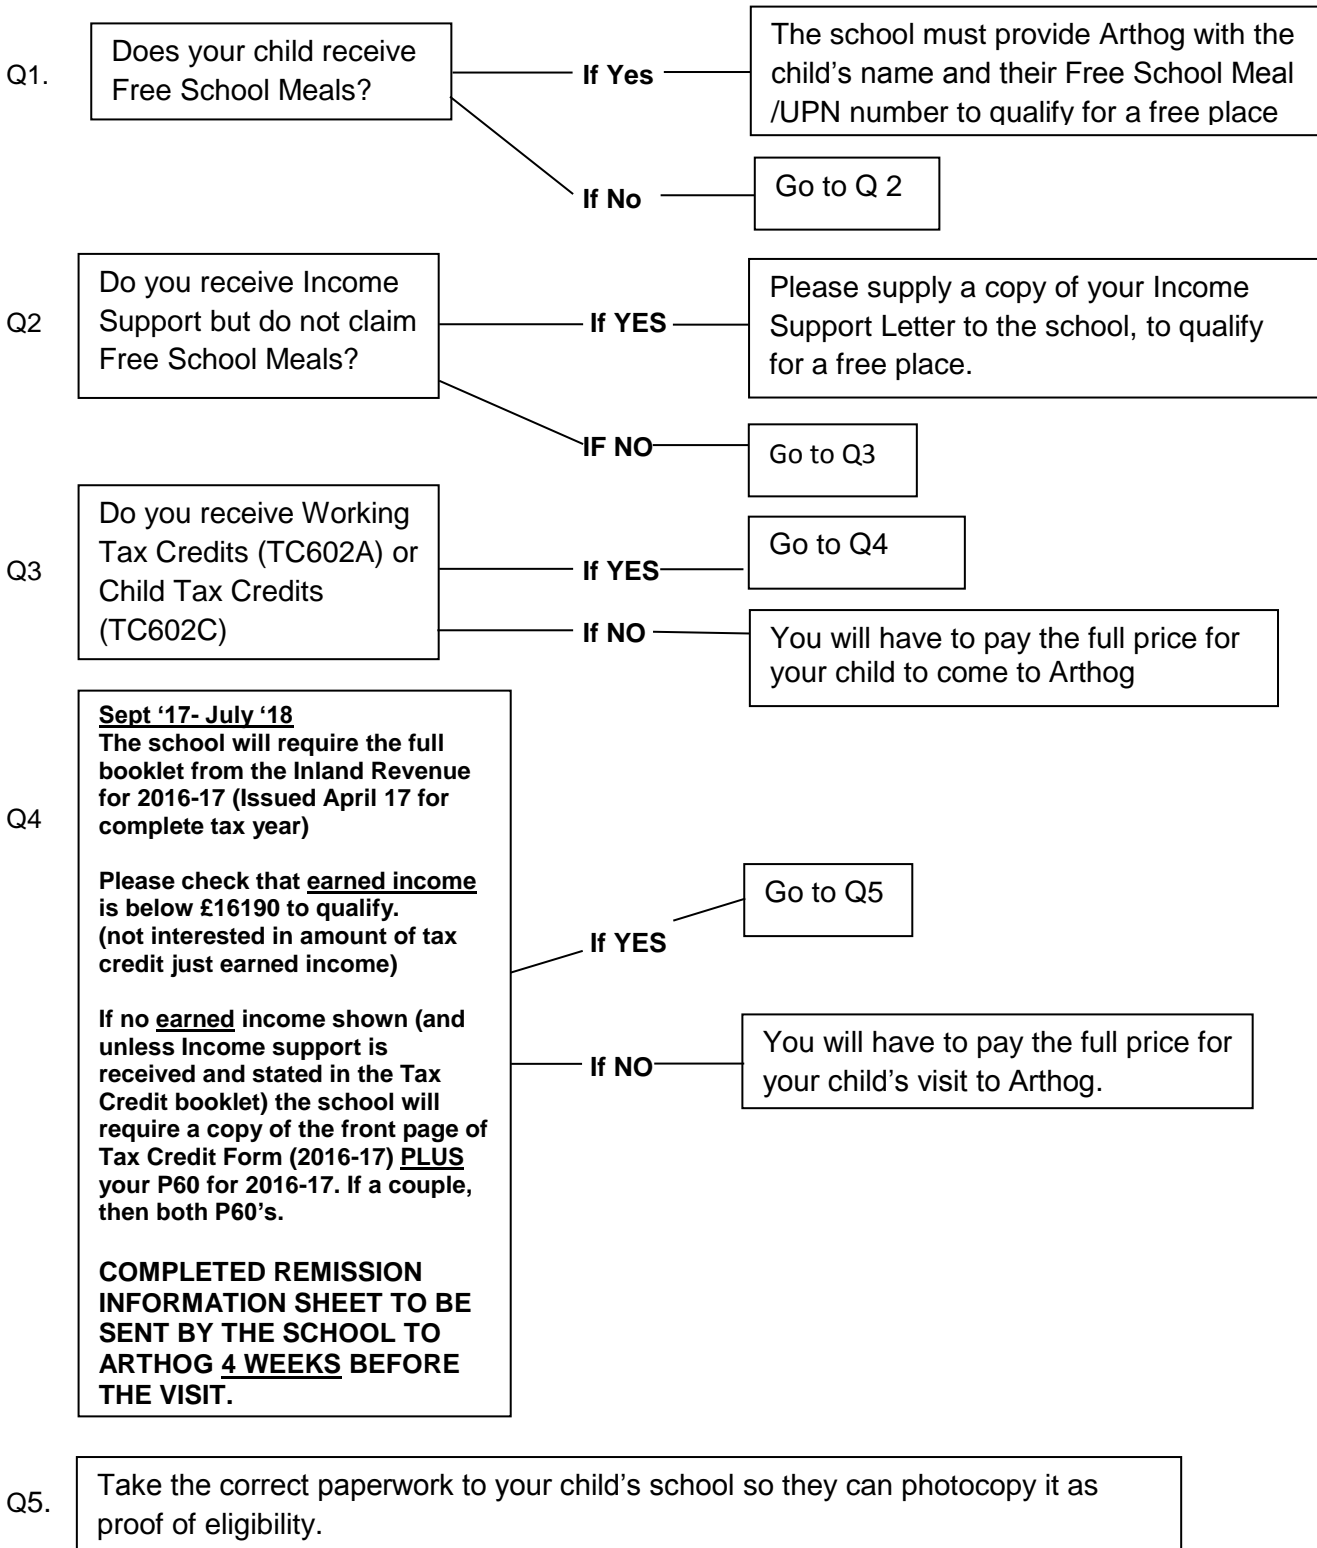 Q1.
Does your child receive
Free School Meals?
If Yes
The school must provide Arthog with the
child’s name and their Free School Meal
/UPN number to qualify for a free place
If No
Go to Q 2
Q2
Do you receive Income
Support but do not claim
Free School Meals?
If YES
Please supply a copy of your Income
Support Letter to the school, to qualify
for a free place.
IF NO
Go to Q3
Q3
Do you receive Working
Tax Credits (TC602A) or
Child Tax Credits
(TC602C)
If YES
Go to Q4
If NO
You will have to pay the full price for
your child to come to Arthog
Q4
Sept ‘17- July ‘18
The school will require the full
booklet from the Inland Revenue
for 2016-17 (Issued April 17 for
complete tax year)
Please check that earned income
is below £16190 to qualify.
(not interested in amount of tax
credit just earned income)
If no earned income shown (and
unless Income support is
received and stated in the Tax
Credit booklet) the school will
require a copy of the front page of
Tax Credit Form (2016-17) PLUS
your P60 for 2016-17. If a couple,
then both P60’s.
COMPLETED REMISSION
INFORMATION SHEET TO BE
SENT BY THE SCHOOL TO
ARTHOG 4 WEEKS BEFORE
THE VISIT.
If YES
Go to Q5
If NO
You will have to pay the full price for
your child’s visit to Arthog.
Q5.
Take the correct paperwork to your child’s school so they can photocopy it as
proof of eligibility.